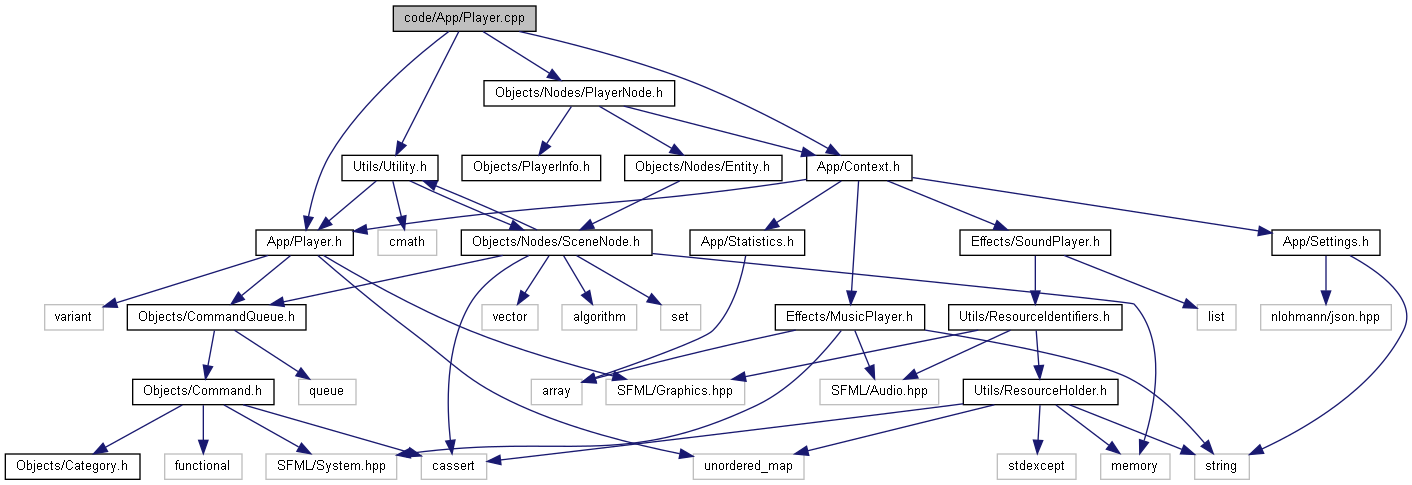 code/App/Player.cpp
Objects/Nodes/PlayerNode.h
Utils/Utility.h
Objects/PlayerInfo.h
Objects/Nodes/Entity.h
App/Context.h
App/Player.h
cmath
Objects/Nodes/SceneNode.h
App/Statistics.h
Effects/SoundPlayer.h
App/Settings.h
variant
Objects/CommandQueue.h
vector
algorithm
set
Effects/MusicPlayer.h
Utils/ResourceIdentifiers.h
list
nlohmann/json.hpp
Objects/Command.h
queue
array
SFML/Graphics.hpp
SFML/Audio.hpp
Utils/ResourceHolder.h
Objects/Category.h
functional
SFML/System.hpp
cassert
unordered_map
stdexcept
memory
string